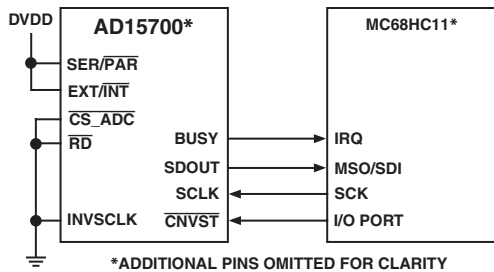 DVDD
AD15700*
MC68HC11*
SER/PAR
EXT/INT
CS_ADC
RD
BUSY
IRQ
SDOUT
MSO/SDI
SCLK
SCK
INVSCLK
CNVST
I/O PORT
*ADDITIONAL PINS OMITTED FOR CLARITY